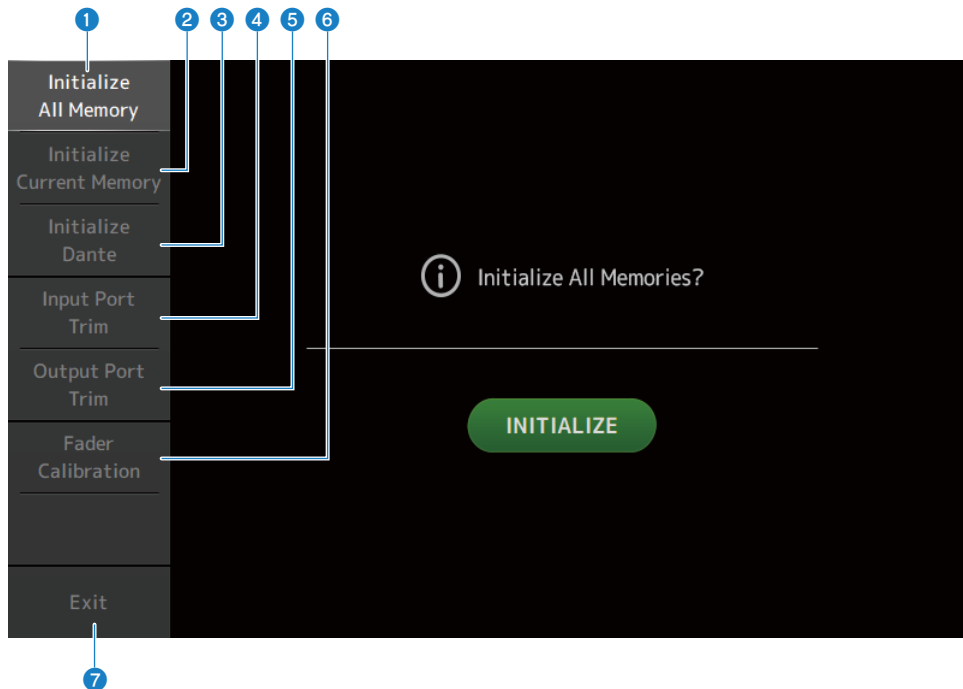 1 2 3 4 5 6
Initialize
All Memory
Initialize
Current Memory
Initialize
Dante
Input Port
Trim
Output Port
Trim
Fader
Calibration
Exit
i Initialize All Memories?
INITIALIZE
7